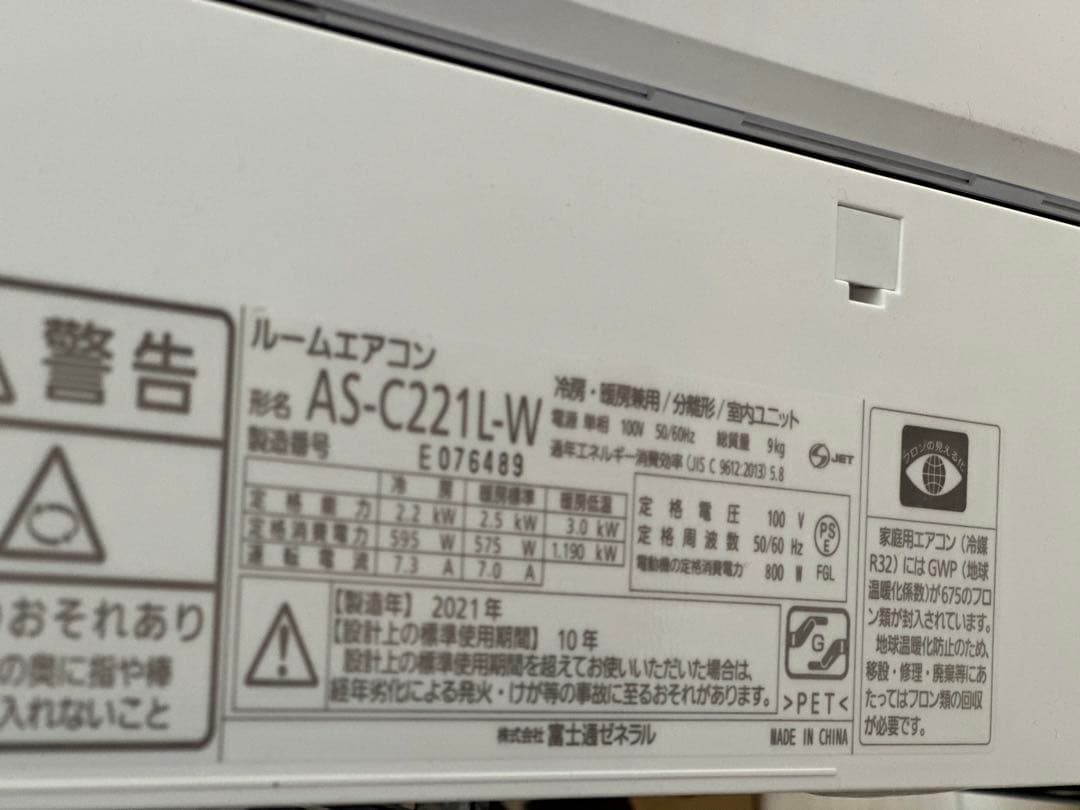 警告
おそれあり
の奥に指や棒
入れないこと
ルームエアコン
形名 AS-C221L-W
製造番号 E076489
冷房・暖房兼用/分離形/室内ユニット
電源 単相 100V 50/60Hz 総質量 9kg
通年エネルギー消費効率(JIS C 9612:2013) 5.8
SJET
冷房 暖房標準 暖房低温
定格能力 2.2 kW 2.5 kW 3.0 kW
定格消費電力 595 W 575 W 1.190 kW
運転電流 7.3 A 7.0 A
定格電圧 100 V
定格周波数 50/60 Hz
電動機の定格消費電力 800 W
PS
E
FGL
【製造年】 2021年
【設計上の標準使用期間】 10年
設計上の標準使用期間を超えてお使いいただいた場合は、
経年劣化による発火・けが等の事故に至るおそれがあります。
G
>PET<
株式会社 富士通ゼネラル
MADE IN CHINA
フロンの見える化
家庭用エアコン(冷媒
R32)にはGWP(地球
温暖化係数)が675のフロ
ン類が封入されています。
地球温暖化防止のため、
移設・修理・廃棄等にあ
たってはフロン類の回収
が必要です。